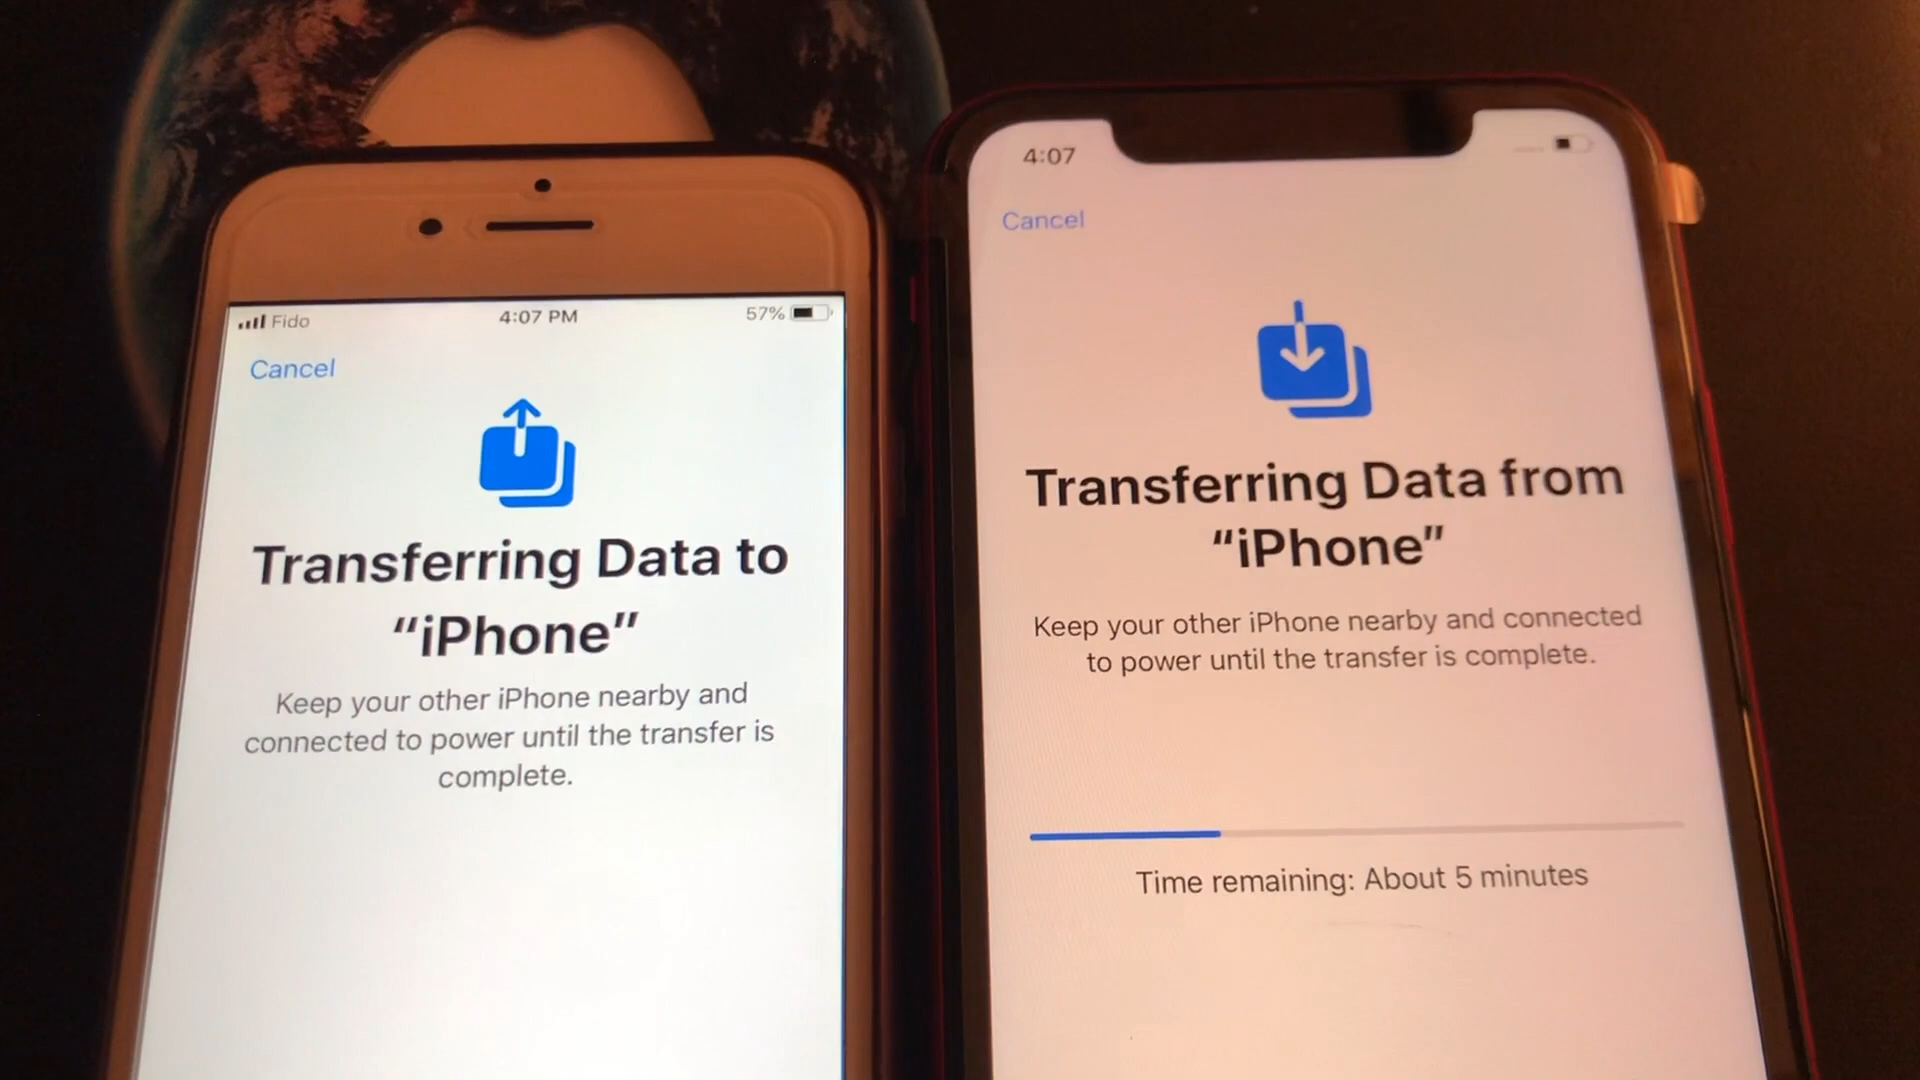 Fido 4:07 PM 57%
Cancel
Transferring Data to
“iPhone”
Keep your other iPhone nearby and
connected to power until the transfer is
complete.
4:07
Cancel
Transferring Data from
“iPhone”
Keep your other iPhone nearby and connected
to power until the transfer is complete.
Time remaining: About 5 minutes